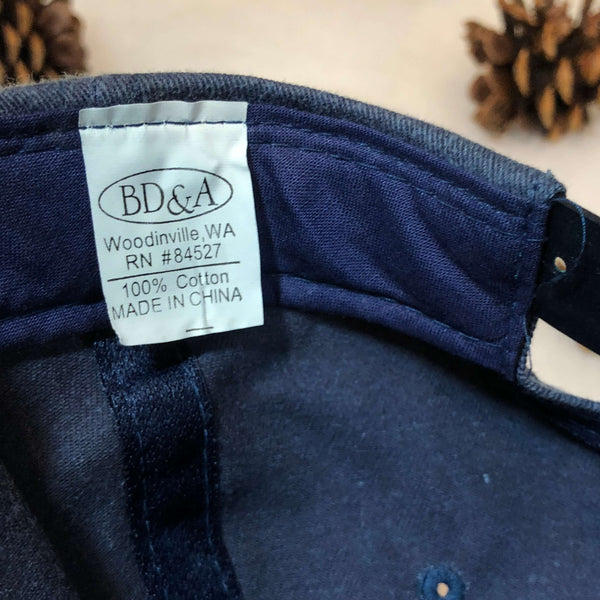 BD&A
Woodinville,WA
RN #84527
100% Cotton
MADE IN CHINA